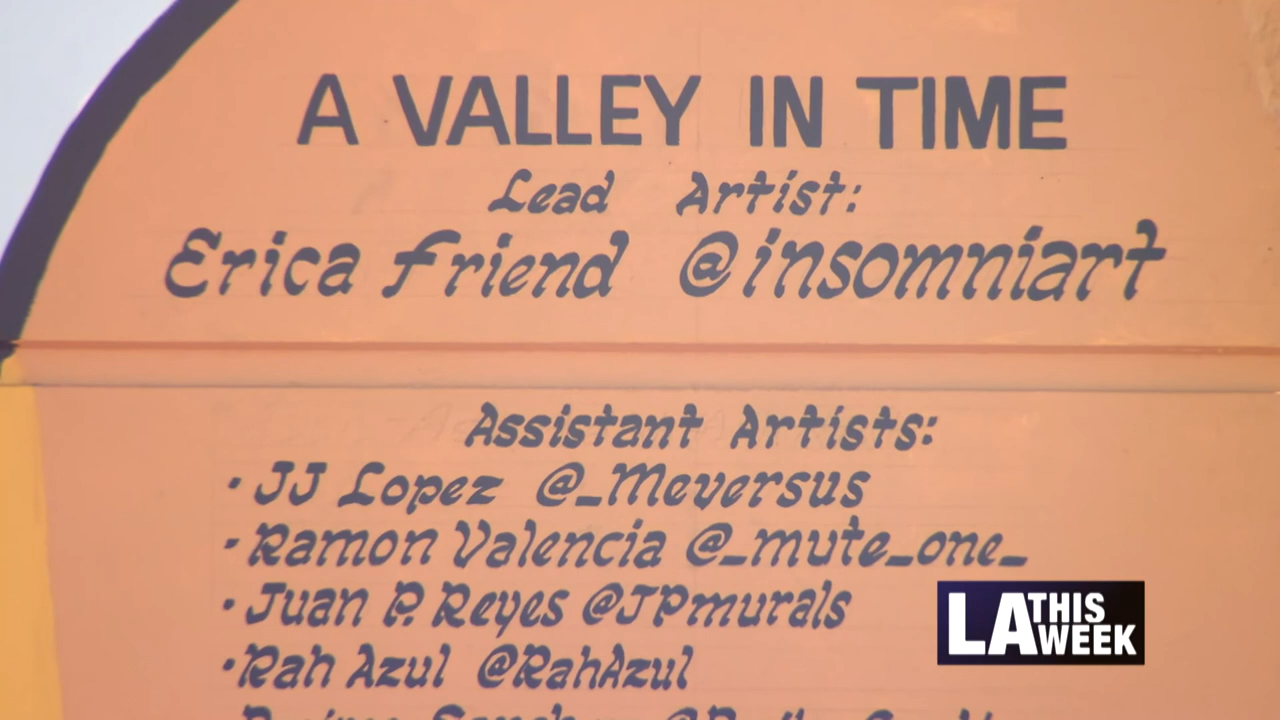 A VALLEY IN TIME
Lead Artist:
Erica Friend @insomniart
Assistant Artists:
· JJ Lopez @_Meversus
· Ramon Valencia @_mute_one_
· Juan P. Reyes @JPmurals
· Rah Azul @RahAzul
LA THIS WEEK